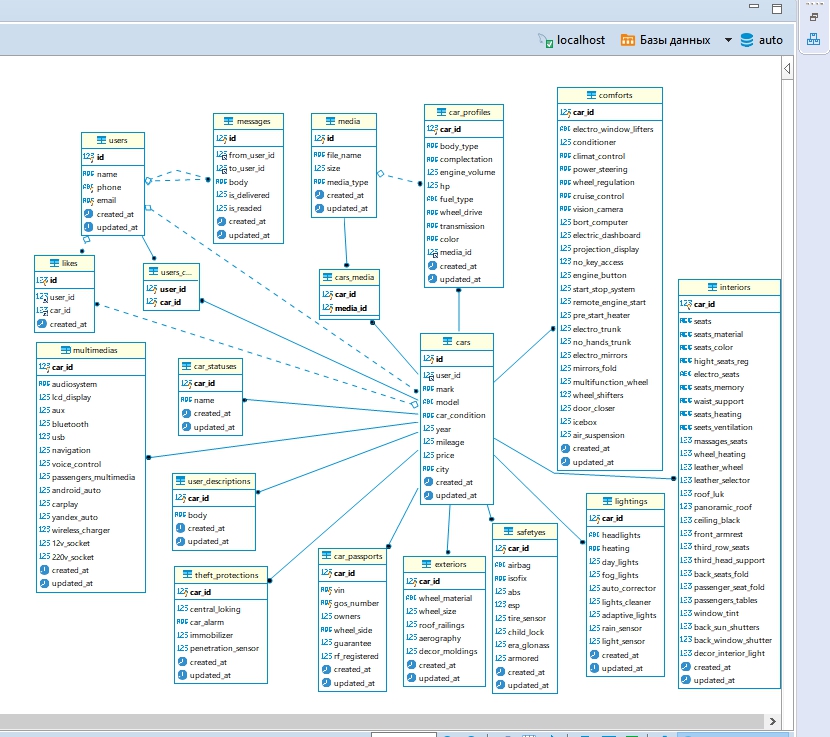 localhost
Базы данных
auto
users
id
name
phone
email
created_at
updated_at
messages
id
from_user_id
to_user_id
body
is_delivered
is_readed
created_at
updated_at
media
id
file_name
size
media_type
created_at
updated_at
car_profiles
car_id
body_type
complectation
engine_volume
hp
fuel_type
wheel_drive
transmission
color
media_id
created_at
updated_at
comforts
car_id
electro_window_lifters
conditioner
climat_control
power_steering
wheel_regulation
cruise_control
vision_camera
bort_computer
electric_dashboard
projection_display
no_key_access
engine_button
start_stop_system
remote_engine_start
pre_start_heater
electro_trunk
no_hands_trunk
electro_mirrors
mirrors_fold
multifunction_wheel
wheel_shifters
door_closer
icebox
air_suspension
created_at
updated_at
likes
id
user_id
car_id
created_at
users_c...
user_id
car_id
cars_media
car_id
media_id
interiors
car_id
seats
seats_material
seats_color
hight_seats_reg
electro_seats
seats_memory
waist_support
seats_heating
seets_ventilation
massages_seats
wheel_heating
leather_wheel
leather_selector
roof_luk
panoramic_roof
ceiling_black
front_armrest
third_row_seats
third_head_support
back_seats_fold
passenger_seat_fold
passengers_tables
window_tint
back_sun_shutters
back_window_shutter
decor_interior_light
created_at
updated_at
multimedias
car_id
audiosystem
lcd_display
aux
bluetooth
usb
navigation
voice_control
passengers_multimedia
android_auto
carplay
yandex_auto
wireless_charger
12v_socket
220v_socket
created_at
updated_at
car_statuses
car_id
name
created_at
updated_at
cars
id
user_id
mark
model
car_condition
year
mileage
price
city
created_at
updated_at
user_descriptions
car_id
body
created_at
updated_at
lightings
car_id
headlights
heating
day_lights
fog_lights
auto_corrector
lights_cleaner
adaptive_lights
rain_sensor
light_sensor
created_at
updated_at
theft_protections
car_id
central_loking
car_alarm
immobilizer
penetration_sensor
created_at
updated_at
car_passports
car_id
vin
gos_number
owners
wheel_side
guarantee
rf_registered
created_at
updated_at
exteriors
car_id
wheel_material
wheel_size
roof_railings
aerography
decor_moldings
created_at
updated_at
safetyes
car_id
airbag
isofix
abs
esp
tire_sensor
child_lock
era_glonass
armored
created_at
updated_at